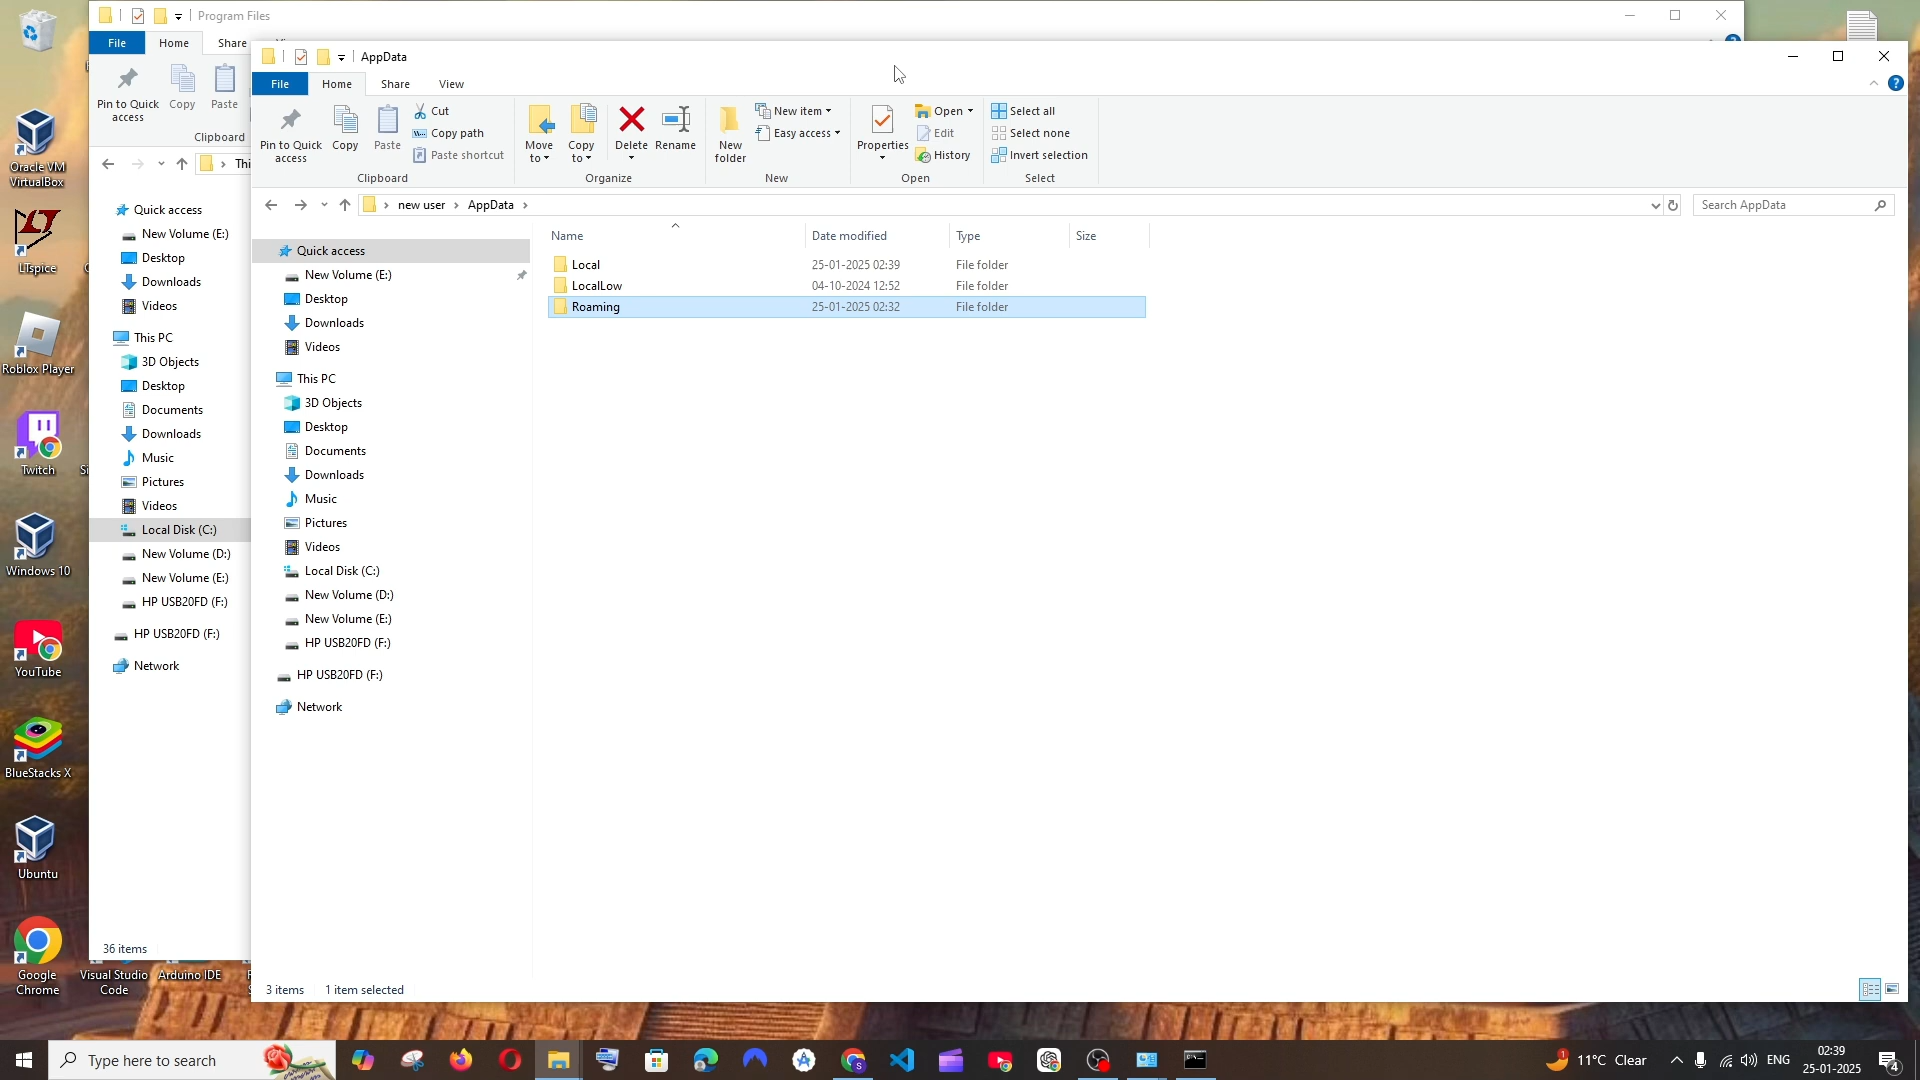 Program Files
File
Home
Share
Pin to Quick
access
Copy
Paste
Clipboard
Quick access
New Volume (E:)
Desktop
Downloads
Videos
This PC
3D Objects
Desktop
Documents
Downloads
Music
Pictures
Videos
Local Disk (C:)
New Volume (D:)
New Volume (E:)
HP USB20FD (F:)
HP USB20FD (F:)
Network
36 items
AppData
File
Home
Share
View
Pin to Quick
access
Copy
Paste
Cut
Copy path
Paste shortcut
Clipboard
Move
to
Copy
to
Delete
Rename
Organize
New
folder
New item
Easy access
New
Properties
Open
Edit
History
Open
Select all
Select none
Invert selection
Select
new user > AppData >
Search AppData
Name
Date modified
Type
Size
Local 25-01-2025 02:39 File folder
LocalLow 04-10-2024 12:52 File folder
Roaming 25-01-2025 02:32 File folder
Quick access
New Volume (E:)
Desktop
Downloads
Videos
This PC
3D Objects
Desktop
Documents
Downloads
Music
Pictures
Videos
Local Disk (C:)
New Volume (D:)
New Volume (E:)
HP USB20FD (F:)
HP USB20FD (F:)
Network
3 items
1 item selected
Oracle VM
VirtualBox
LTspice
Roblox Player
Twitch
Windows 10
YouTube
BlueStacks X
Ubuntu
Google
Chrome
Visual Studio
Code
Arduino IDE
Type here to search
11°C Clear
ENG
02:39
25-01-2025
4